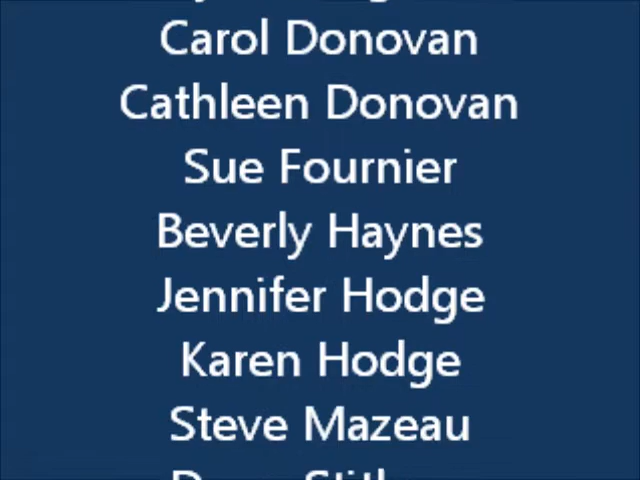 Carol Donovan
Cathleen Donovan
Sue Fournier
Beverly Haynes
Jennifer Hodge
Karen Hodge
Steve Mazeau